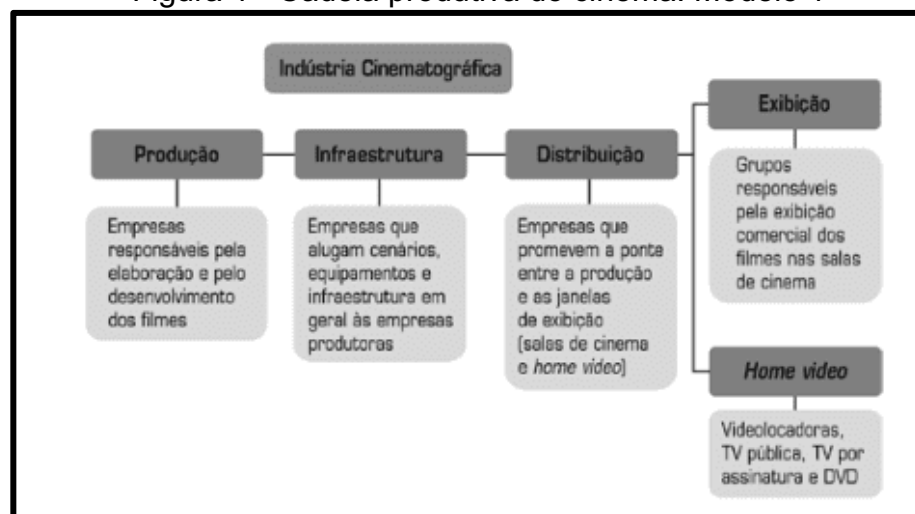 Indústria Cinematográfica
Produção
Empresas
responsáveis pela
elaboração e pelo
desenvolvimento
dos filmes
Infraestrutura
Empresas que
alugam cenários,
equipamentos e
infraestrutura em
geral às empresas
produtoras
Distribuição
Empresas que
promovem a ponte
entre a produção
e as janelas
de exibição
(salas de cinema
e home video)
Exibição
Grupos
responsáveis
pela exibição
comercial dos
filmes nas salas
de cinema
Home video
Videolocadoras,
TV pública, TV por
assinatura e DVD